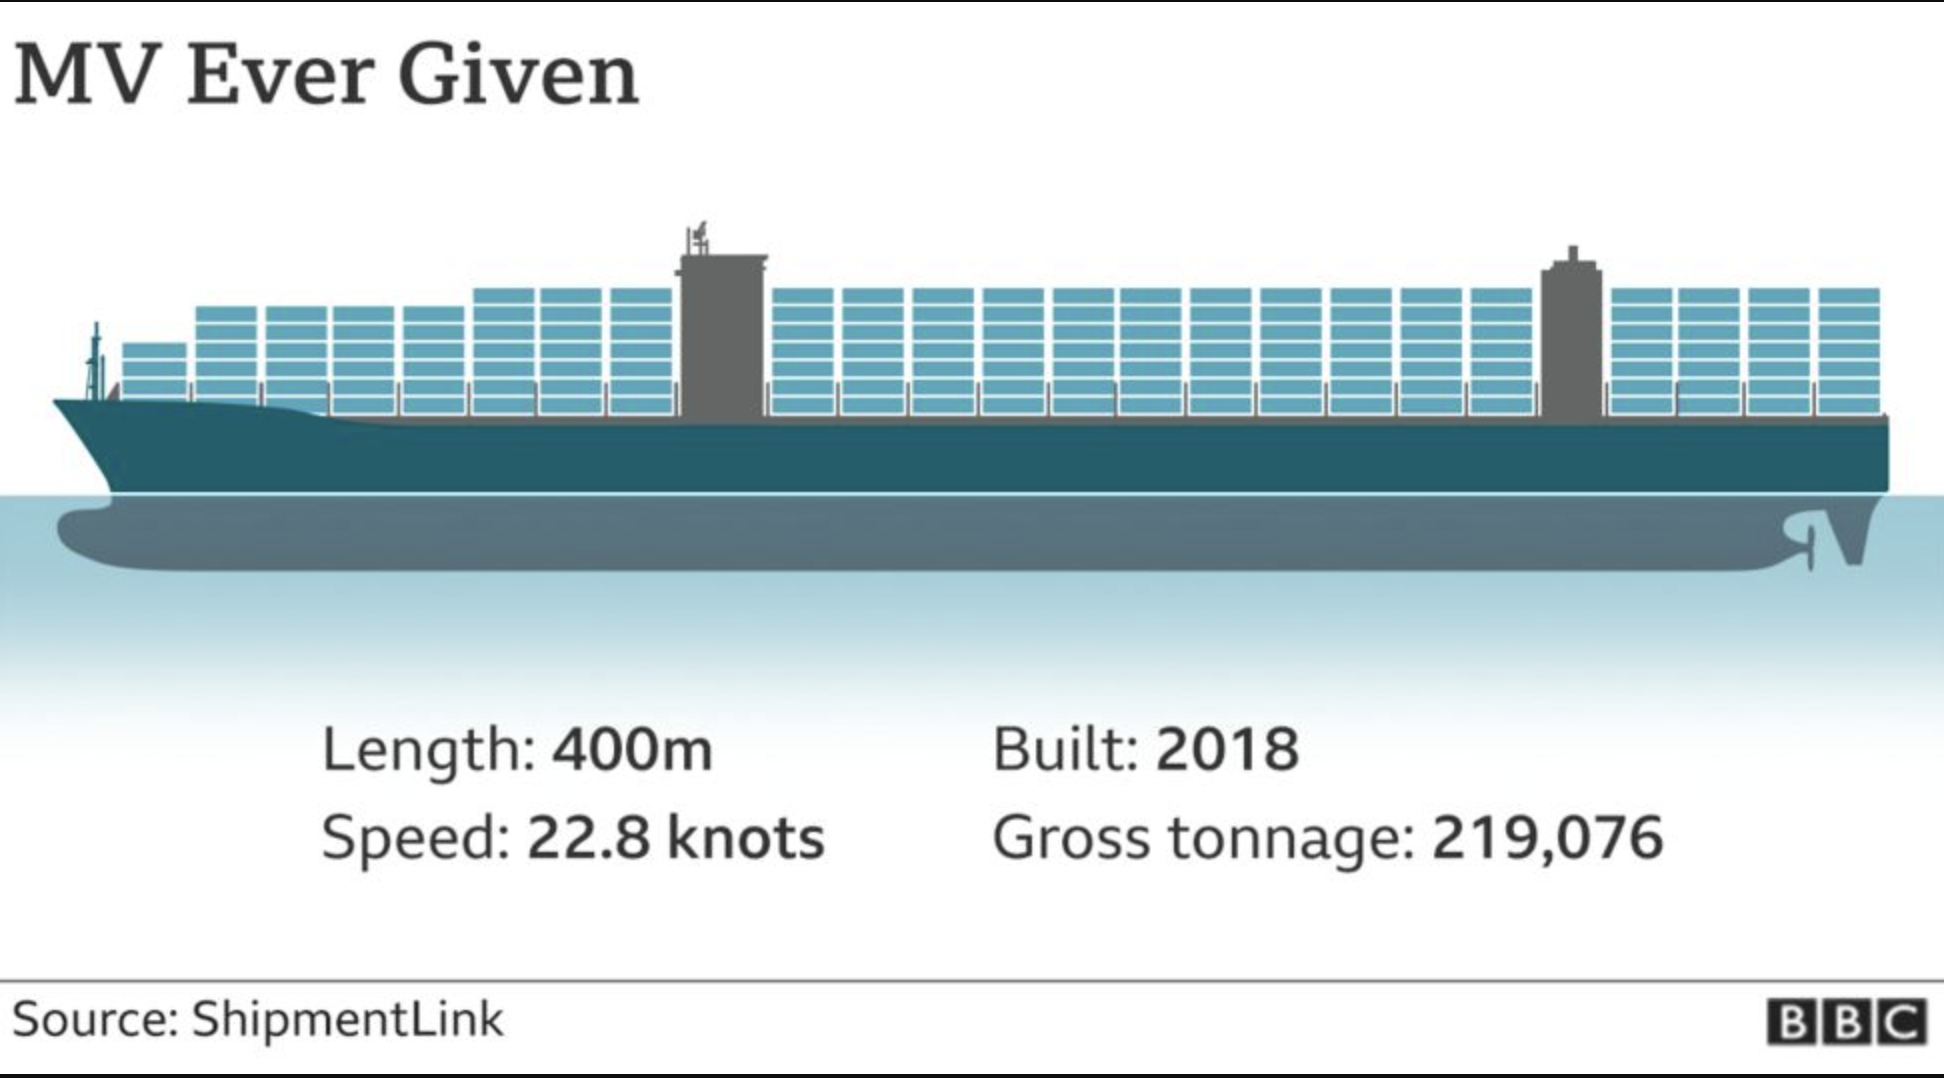 MV Ever Given
Length: 400m
Built: 2018
Speed: 22.8 knots
Gross tonnage: 219,076
Source: ShipmentLink
BBC